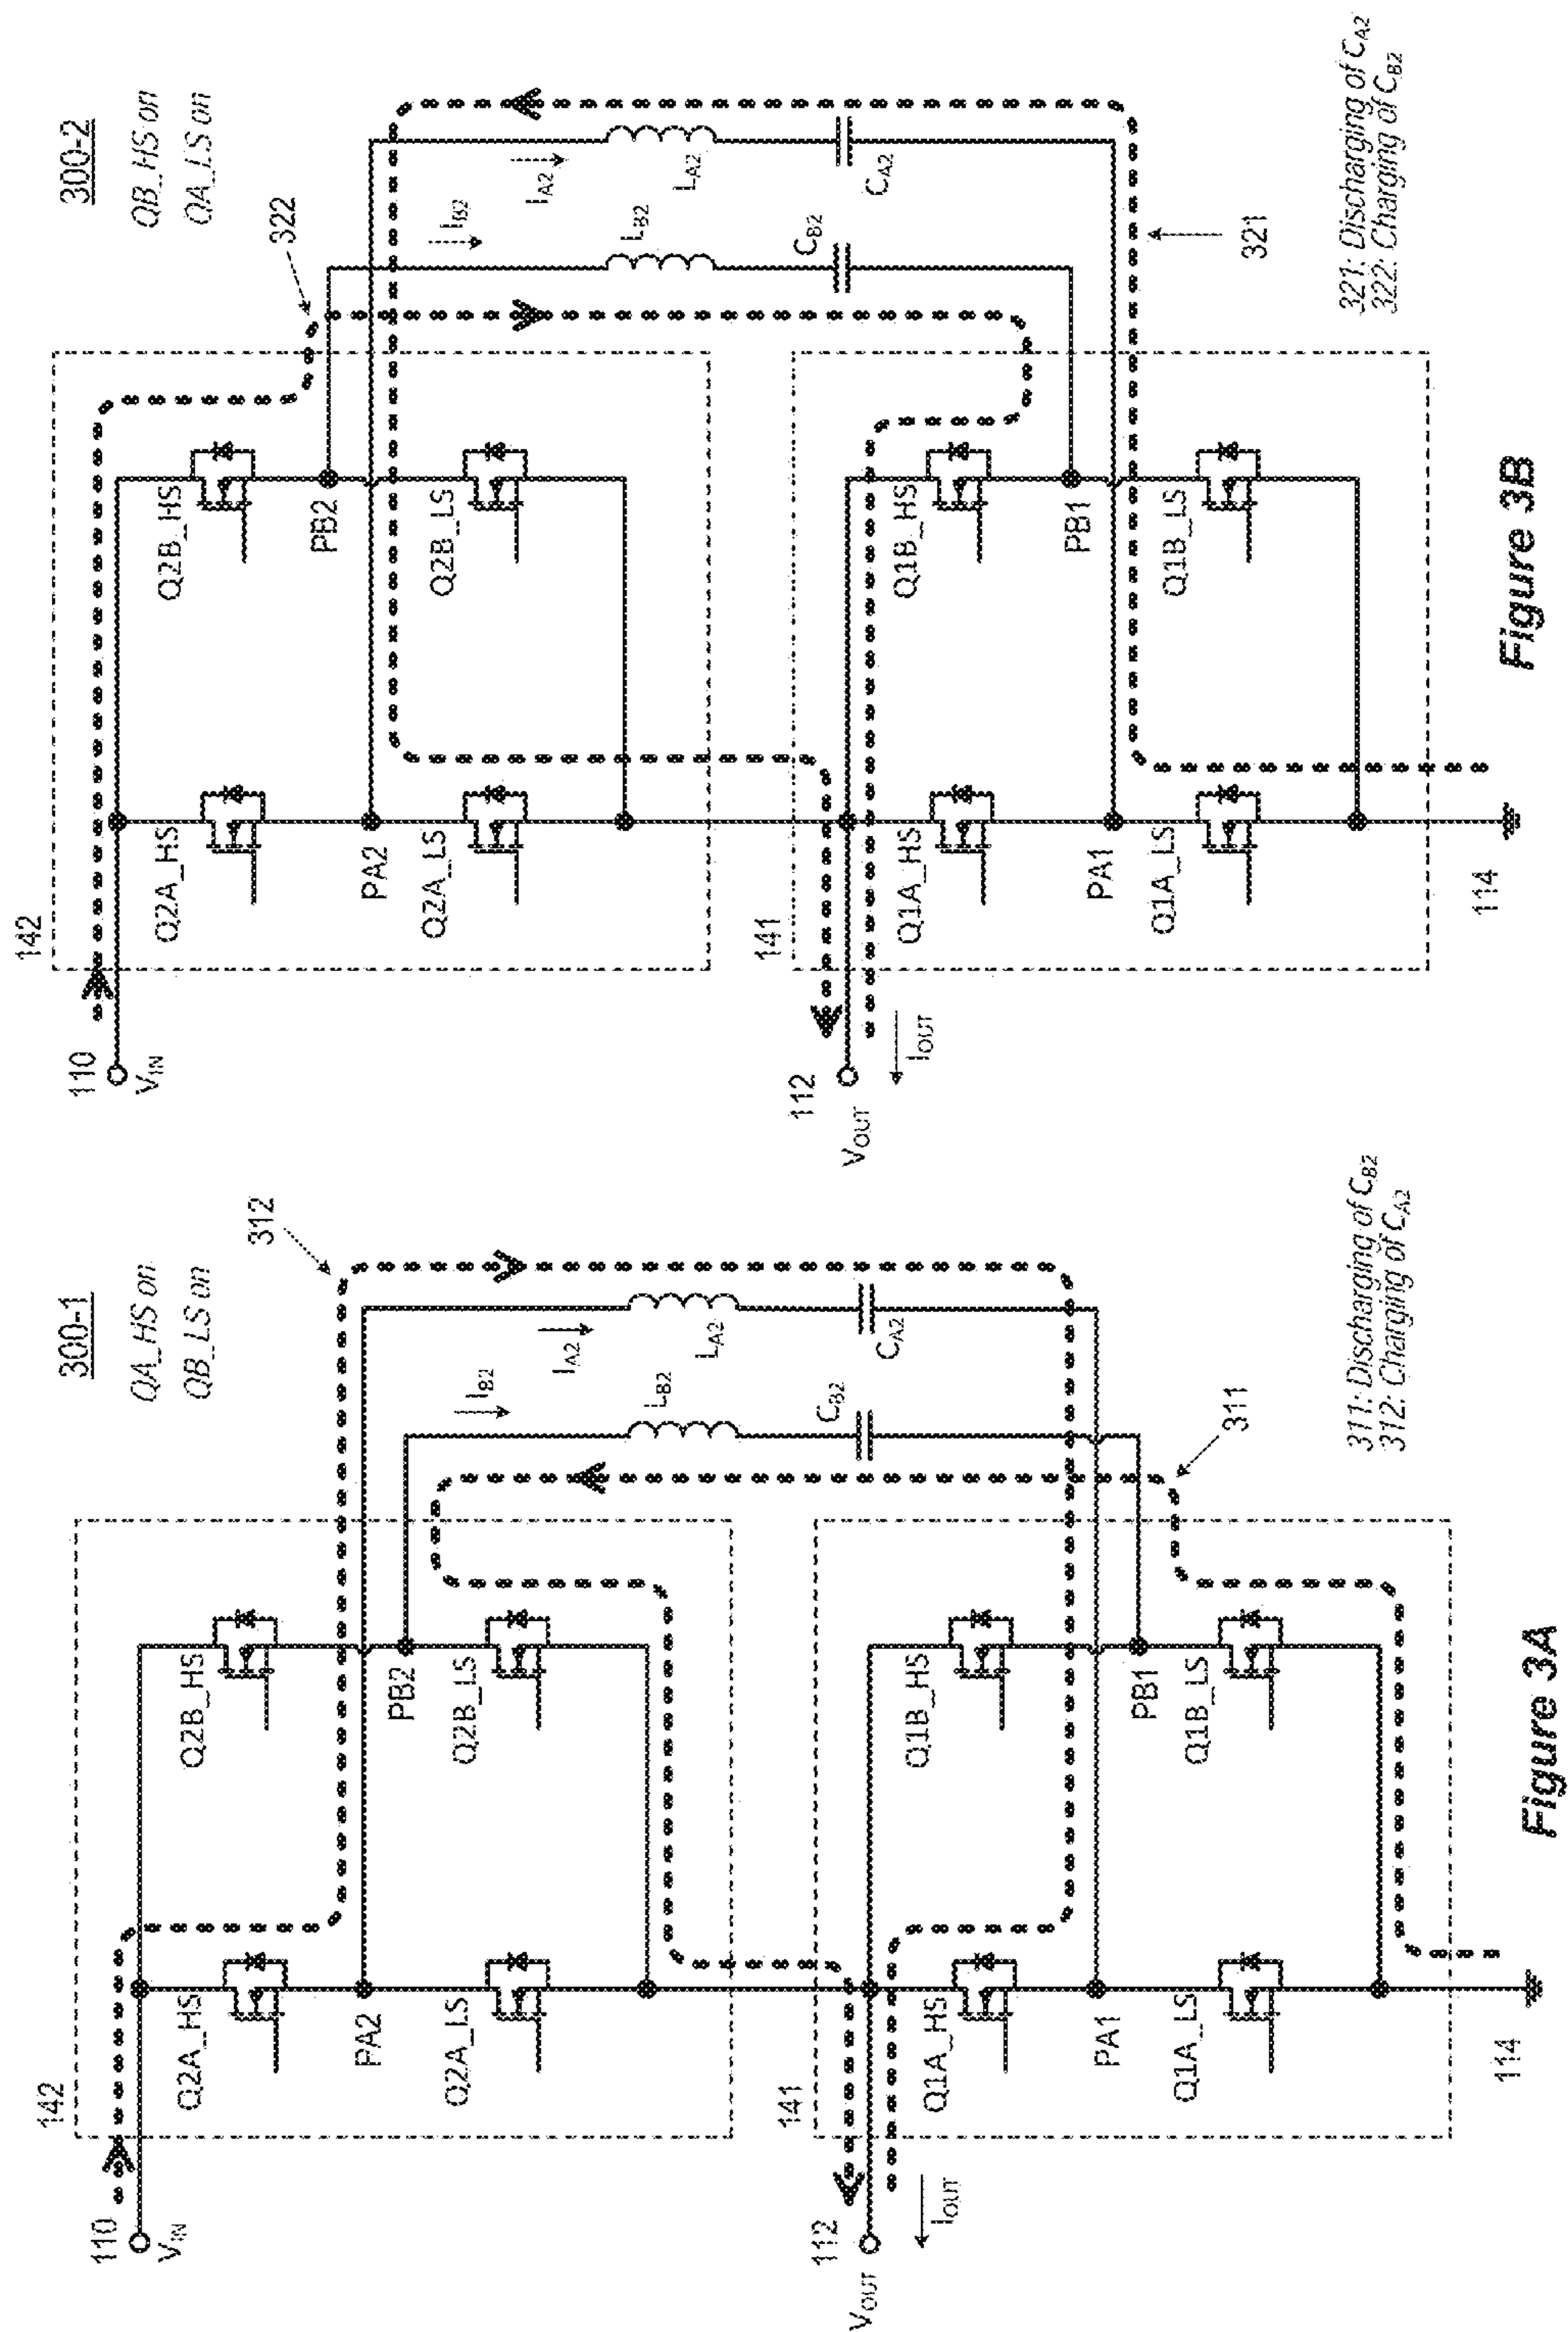 300-1
QA_HS on
QB_LS on
312
142
110
VIN
Q2A_HS
Q2B_HS
PA2
PB2
Q2A_LS
Q2B_LS
IB2
IA2
LB2
LA2
CB2
CA2
141
112
VOUT
IOUT
Q1A_HS
Q1B_HS
PA1
PB1
Q1A_LS
Q1B_LS
311
114
311: Discharging of CB2
312: Charging of CA2
Figure 3A
300-2
QB_HS on
QA_LS on
322
142
110
VIN
Q2A_HS
Q2B_HS
PB2
PA2
Q2A_LS
Q2B_LS
IB2
IA2
LB2
LA2
CB2
CA2
141
112
VOUT
IOUT
Q1A_HS
Q1B_HS
PA1
PB1
Q1A_LS
Q1B_LS
321
114
321: Discharging of CA2
322: Charging of CB2
Figure 3B